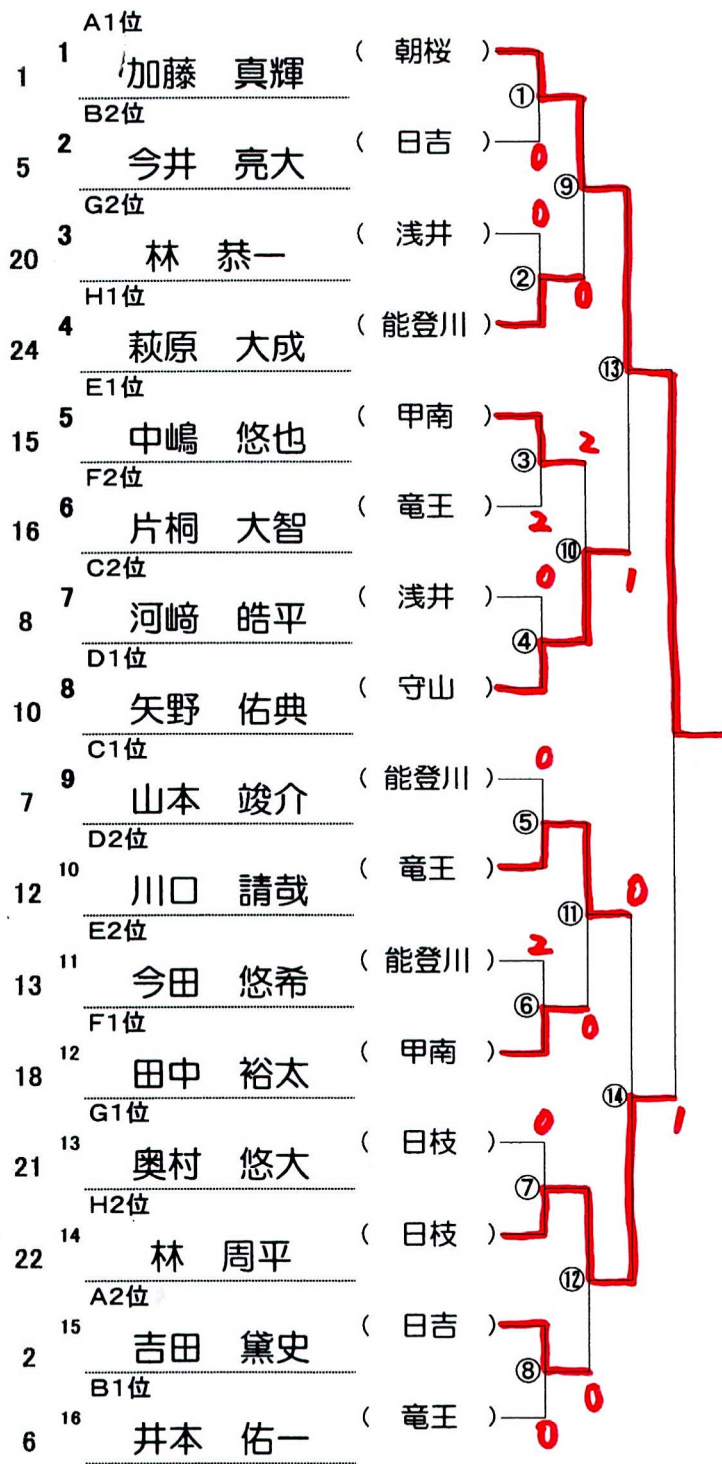 A1位
1 1 加藤 真輝 ( 朝桜 )
①
B2位
5 2 今井 亮大 ( 日吉 ) 0
⑨
G2位 0
20 3 林 恭一 ( 浅井 )
② 0
H1位
24 4 萩原 大成 ( 能登川 )
⑬
E1位
15 5 中嶋 悠也 ( 甲南 )
③ 2
F2位
16 6 片桐 大智 ( 竜王 ) 2
⑩ 1
C2位 0
8 7 河﨑 皓平 ( 浅井 )
④
D1位
10 8 矢野 佑典 ( 守山 )
C1位 0
7 9 山本 竣介 ( 能登川 )
⑤
D2位
12 10 川口 請哉 ( 竜王 )
0
⑪
E2位 2
13 11 今田 悠希 ( 能登川 )
⑥ 0
F1位
18 12 田中 裕太 ( 甲南 )
⑭ 1
G1位 0
21 13 奥村 悠大 ( 日枝 )
⑦
H2位
22 14 林 周平 ( 日枝 )
⑫
A2位
2 15 吉田 黛史 ( 日吉 )
⑧ 0
B1位
6 16 井本 佑一 ( 竜王 ) 0